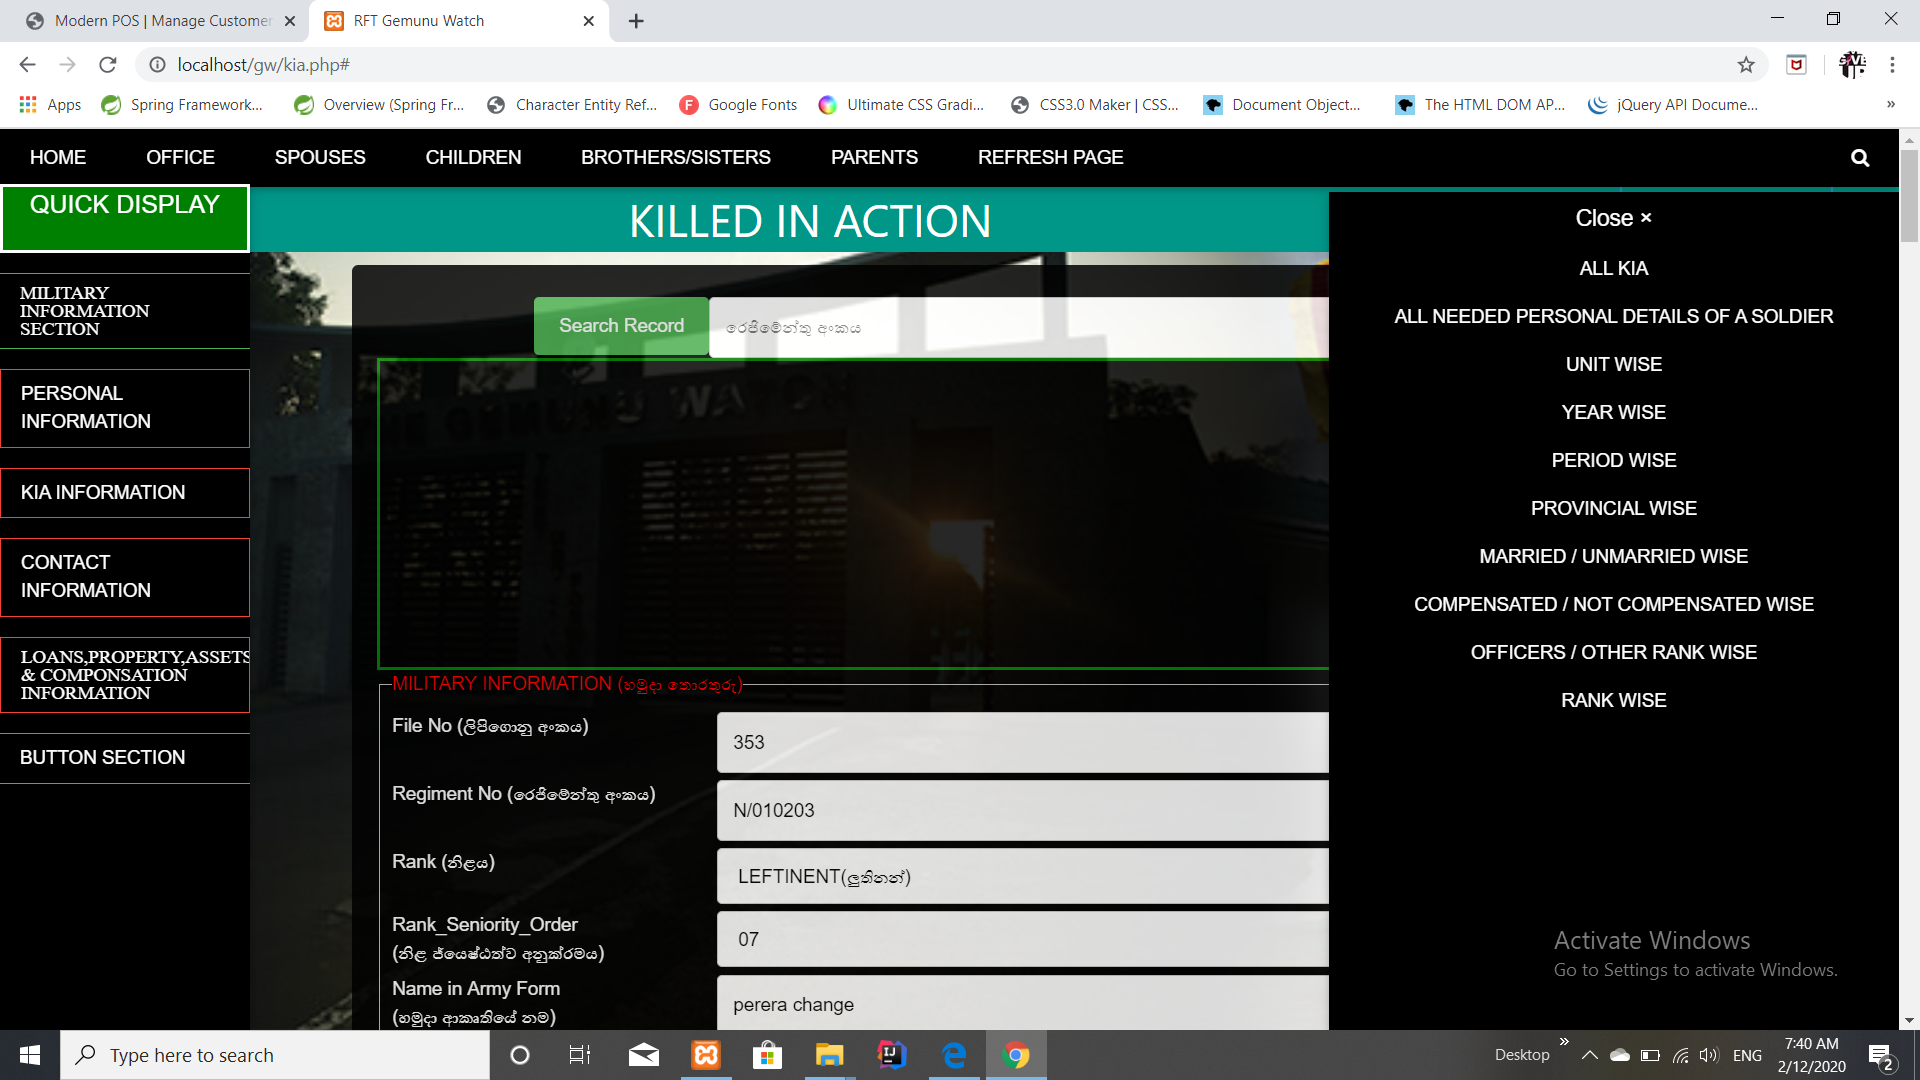 Modern POS | Manage Customer
RFT Gemunu Watch
localhost/gw/kia.php#
Apps
Spring Framework...
Overview (Spring Fr...
Character Entity Ref...
Google Fonts
Ultimate CSS Gradi...
CSS3.0 Maker | CSS...
Document Object...
The HTML DOM AP...
jQuery API Docume...
»
HOME OFFICE SPOUSES CHILDREN BROTHERS/SISTERS PARENTS REFRESH PAGE
QUICK DISPLAY
MILITARY
INFORMATION
SECTION
PERSONAL
INFORMATION
KIA INFORMATION
CONTACT
INFORMATION
LOANS,PROPERTY,ASSETS
& COMPONSATION
INFORMATION
BUTTON SECTION
KILLED IN ACTION
Search Record
රෙජිමේන්තු අංකය
THE GEMUNU WATCH
MILITARY INFORMATION (හමුදා තොරතුරු)
File No (ලිපිගොනු අංකය)
353
Regiment No (රෙජිමේන්තු අංකය)
N/010203
Rank (නිළය)
LEFTINENT(ලුතිනන්)
Rank_Seniority_Order
(නිළ ජ්යෙෂ්ඨත්ව අනුක්රමය)
07
Name in Army Form
(හමුදා ආකෘතියේ නම)
perera change
Close ×
ALL KIA
ALL NEEDED PERSONAL DETAILS OF A SOLDIER
UNIT WISE
YEAR WISE
PERIOD WISE
PROVINCIAL WISE
MARRIED / UNMARRIED WISE
COMPENSATED / NOT COMPENSATED WISE
OFFICERS / OTHER RANK WISE
RANK WISE
Activate Windows
Go to Settings to activate Windows.
Type here to search
Desktop
»
ENG
7:40 AM
2/12/2020
2